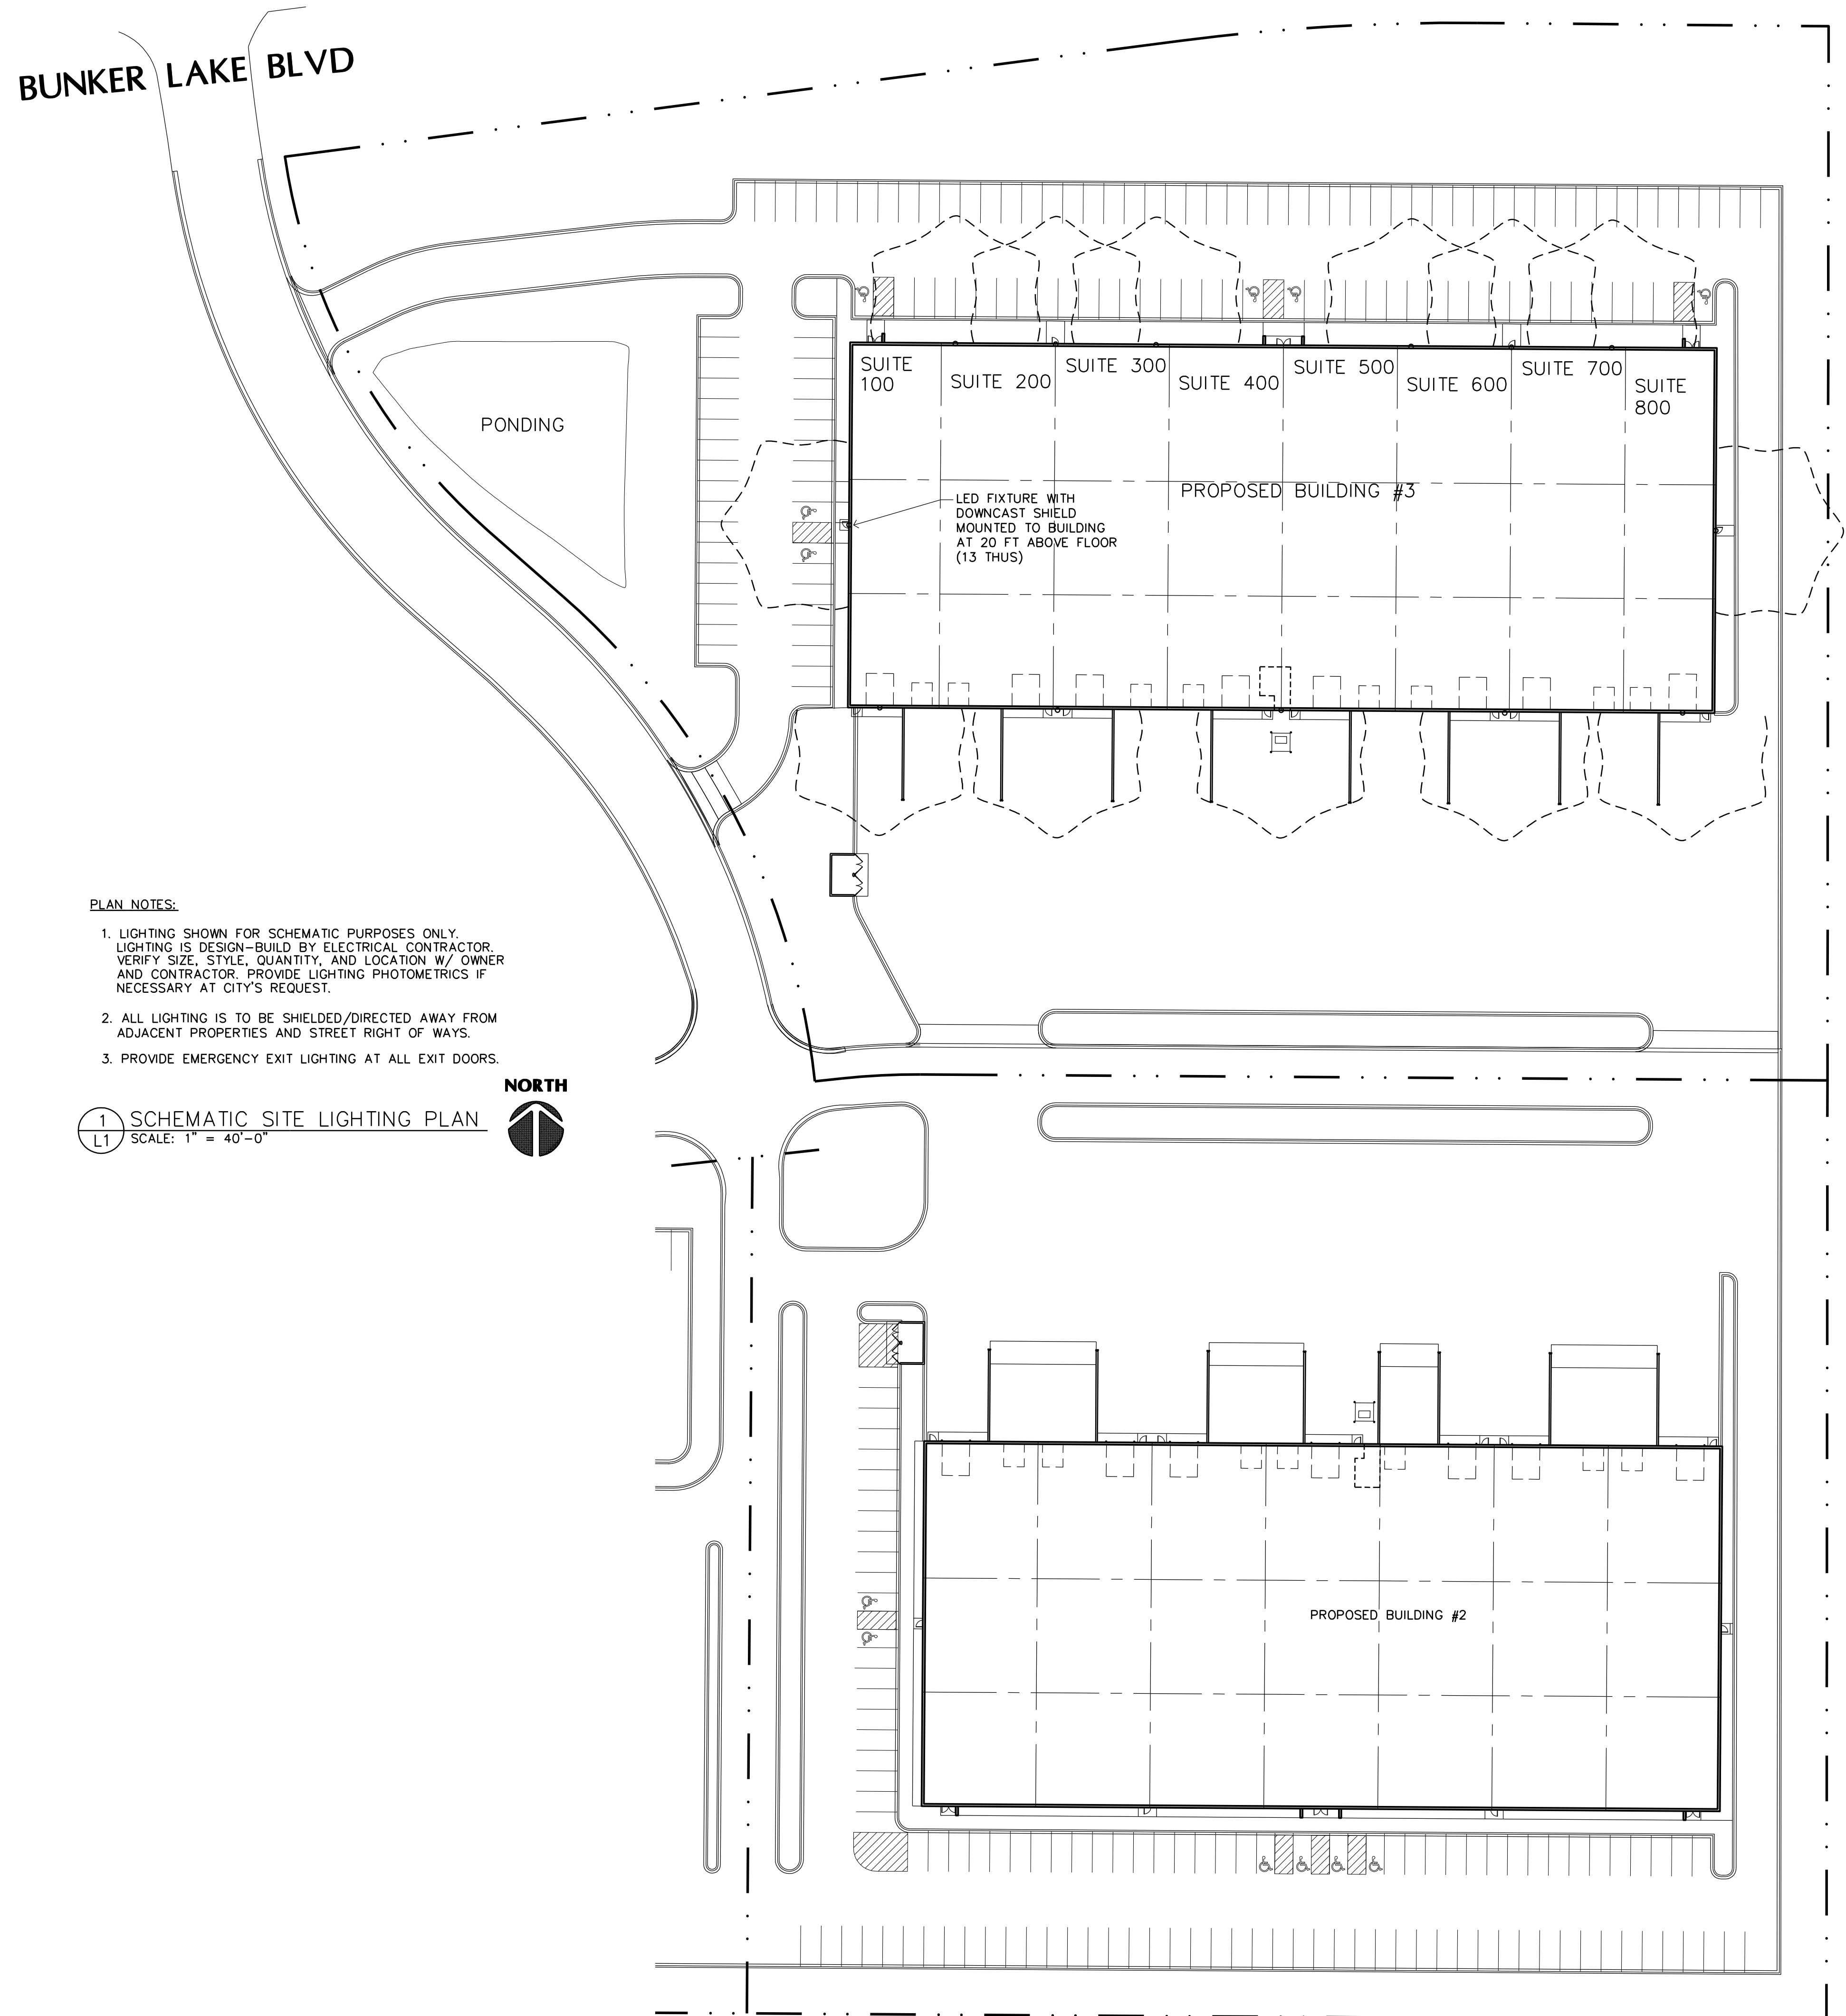 BUNKER LAKE BLVD
SUITE
100
SUITE 200
SUITE 300
SUITE 400
SUITE 500
SUITE 600
SUITE 700
SUITE
800
PONDING
PROPOSED BUILDING #3
LED FIXTURE WITH
DOWNCAST SHIELD
MOUNTED TO BUILDING
AT 20 FT ABOVE FLOOR
(13 THUS)
PLAN NOTES:
1. LIGHTING SHOWN FOR SCHEMATIC PURPOSES ONLY.
LIGHTING IS DESIGN-BUILD BY ELECTRICAL CONTRACTOR.
VERIFY SIZE, STYLE, QUANTITY, AND LOCATION W/ OWNER
AND CONTRACTOR. PROVIDE LIGHTING PHOTOMETRICS IF
NECESSARY AT CITY'S REQUEST.
2. ALL LIGHTING IS TO BE SHIELDED/DIRECTED AWAY FROM
ADJACENT PROPERTIES AND STREET RIGHT OF WAYS.
3. PROVIDE EMERGENCY EXIT LIGHTING AT ALL EXIT DOORS.
NORTH
1
L1
SCHEMATIC SITE LIGHTING PLAN
SCALE: 1" = 40'-0"
PROPOSED BUILDING #2